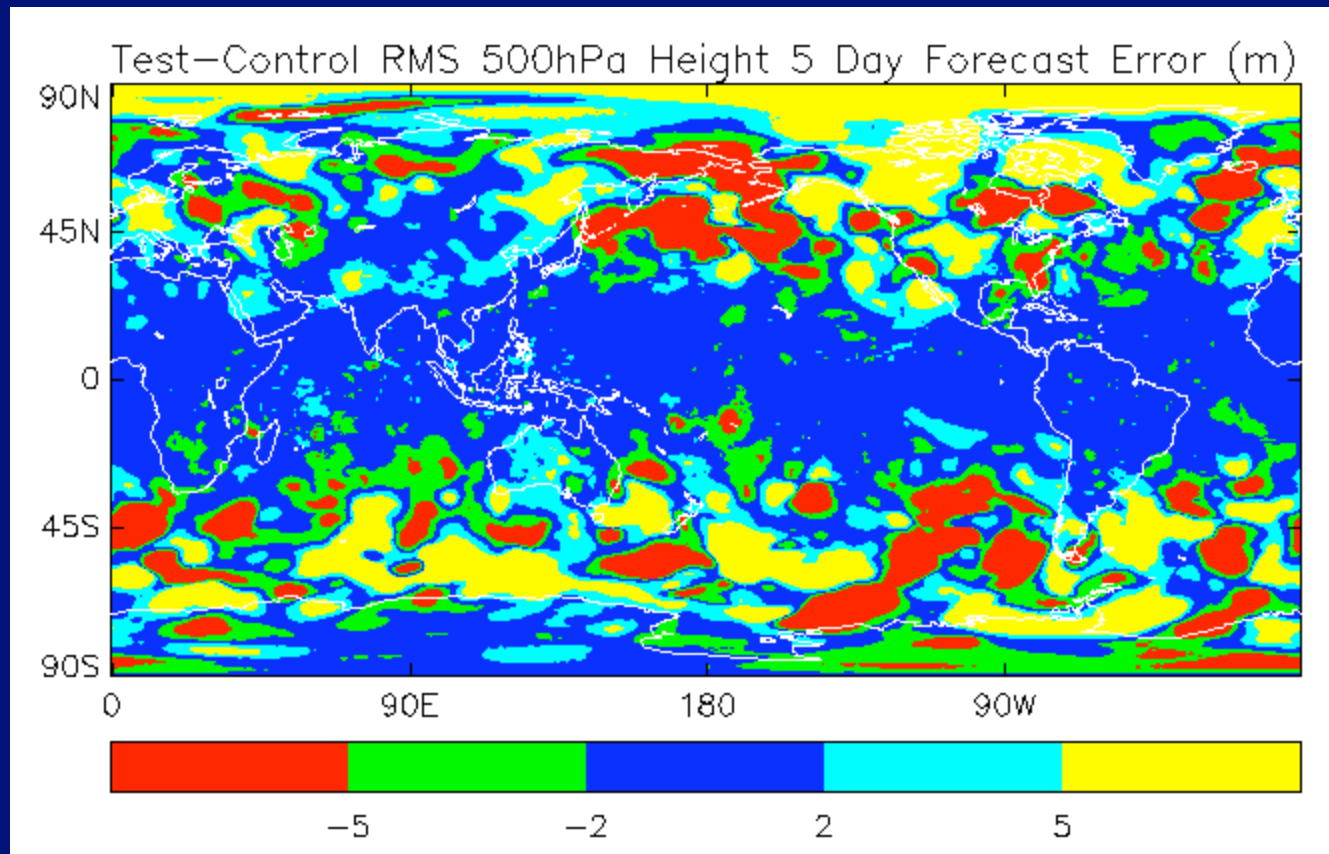 Test-Control RMS 500hPa Height 5 Day Forecast Error (m)
90N
45N
0
45S
90S
0 90E 180 90W
-5 -2 2 5